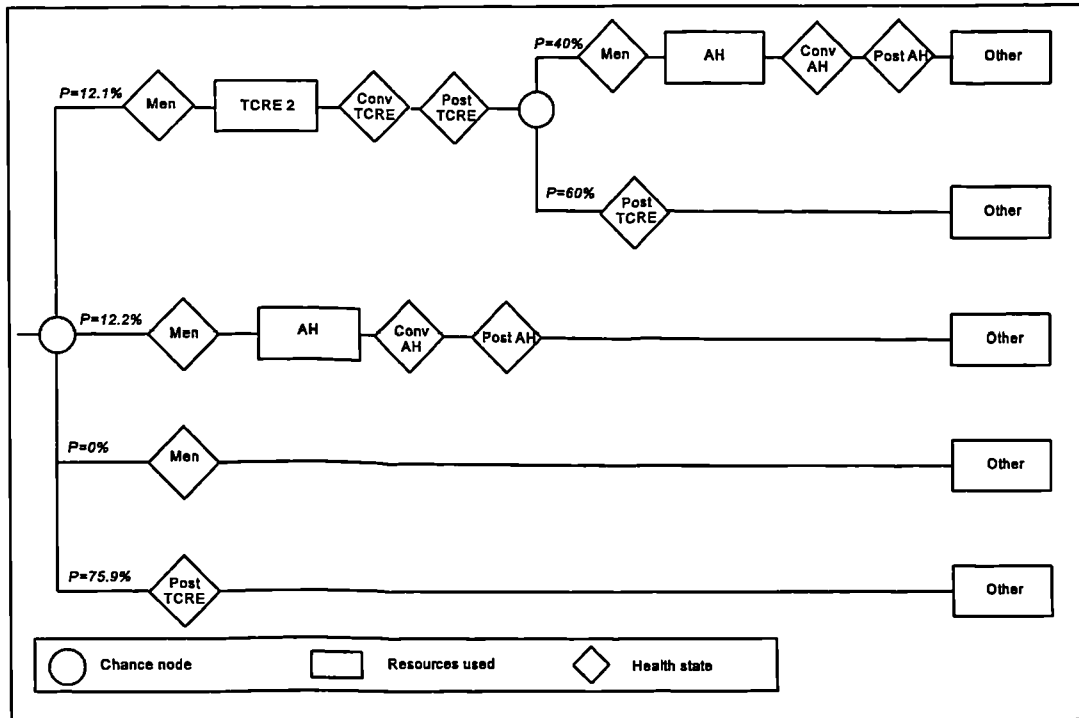 P=40%
Men
AH
Conv
AH
Post AH
Other
P=12.1%
Men
TCRE 2
Conv
TCRE
Post
TCRE
P=60%
Post
TCRE
Other
P=12.2%
Men
AH
Conv
AH
Post AH
Other
P=0%
Men
Other
P=75.9%
Post
TCRE
Other
Chance node
Resources used
Health state